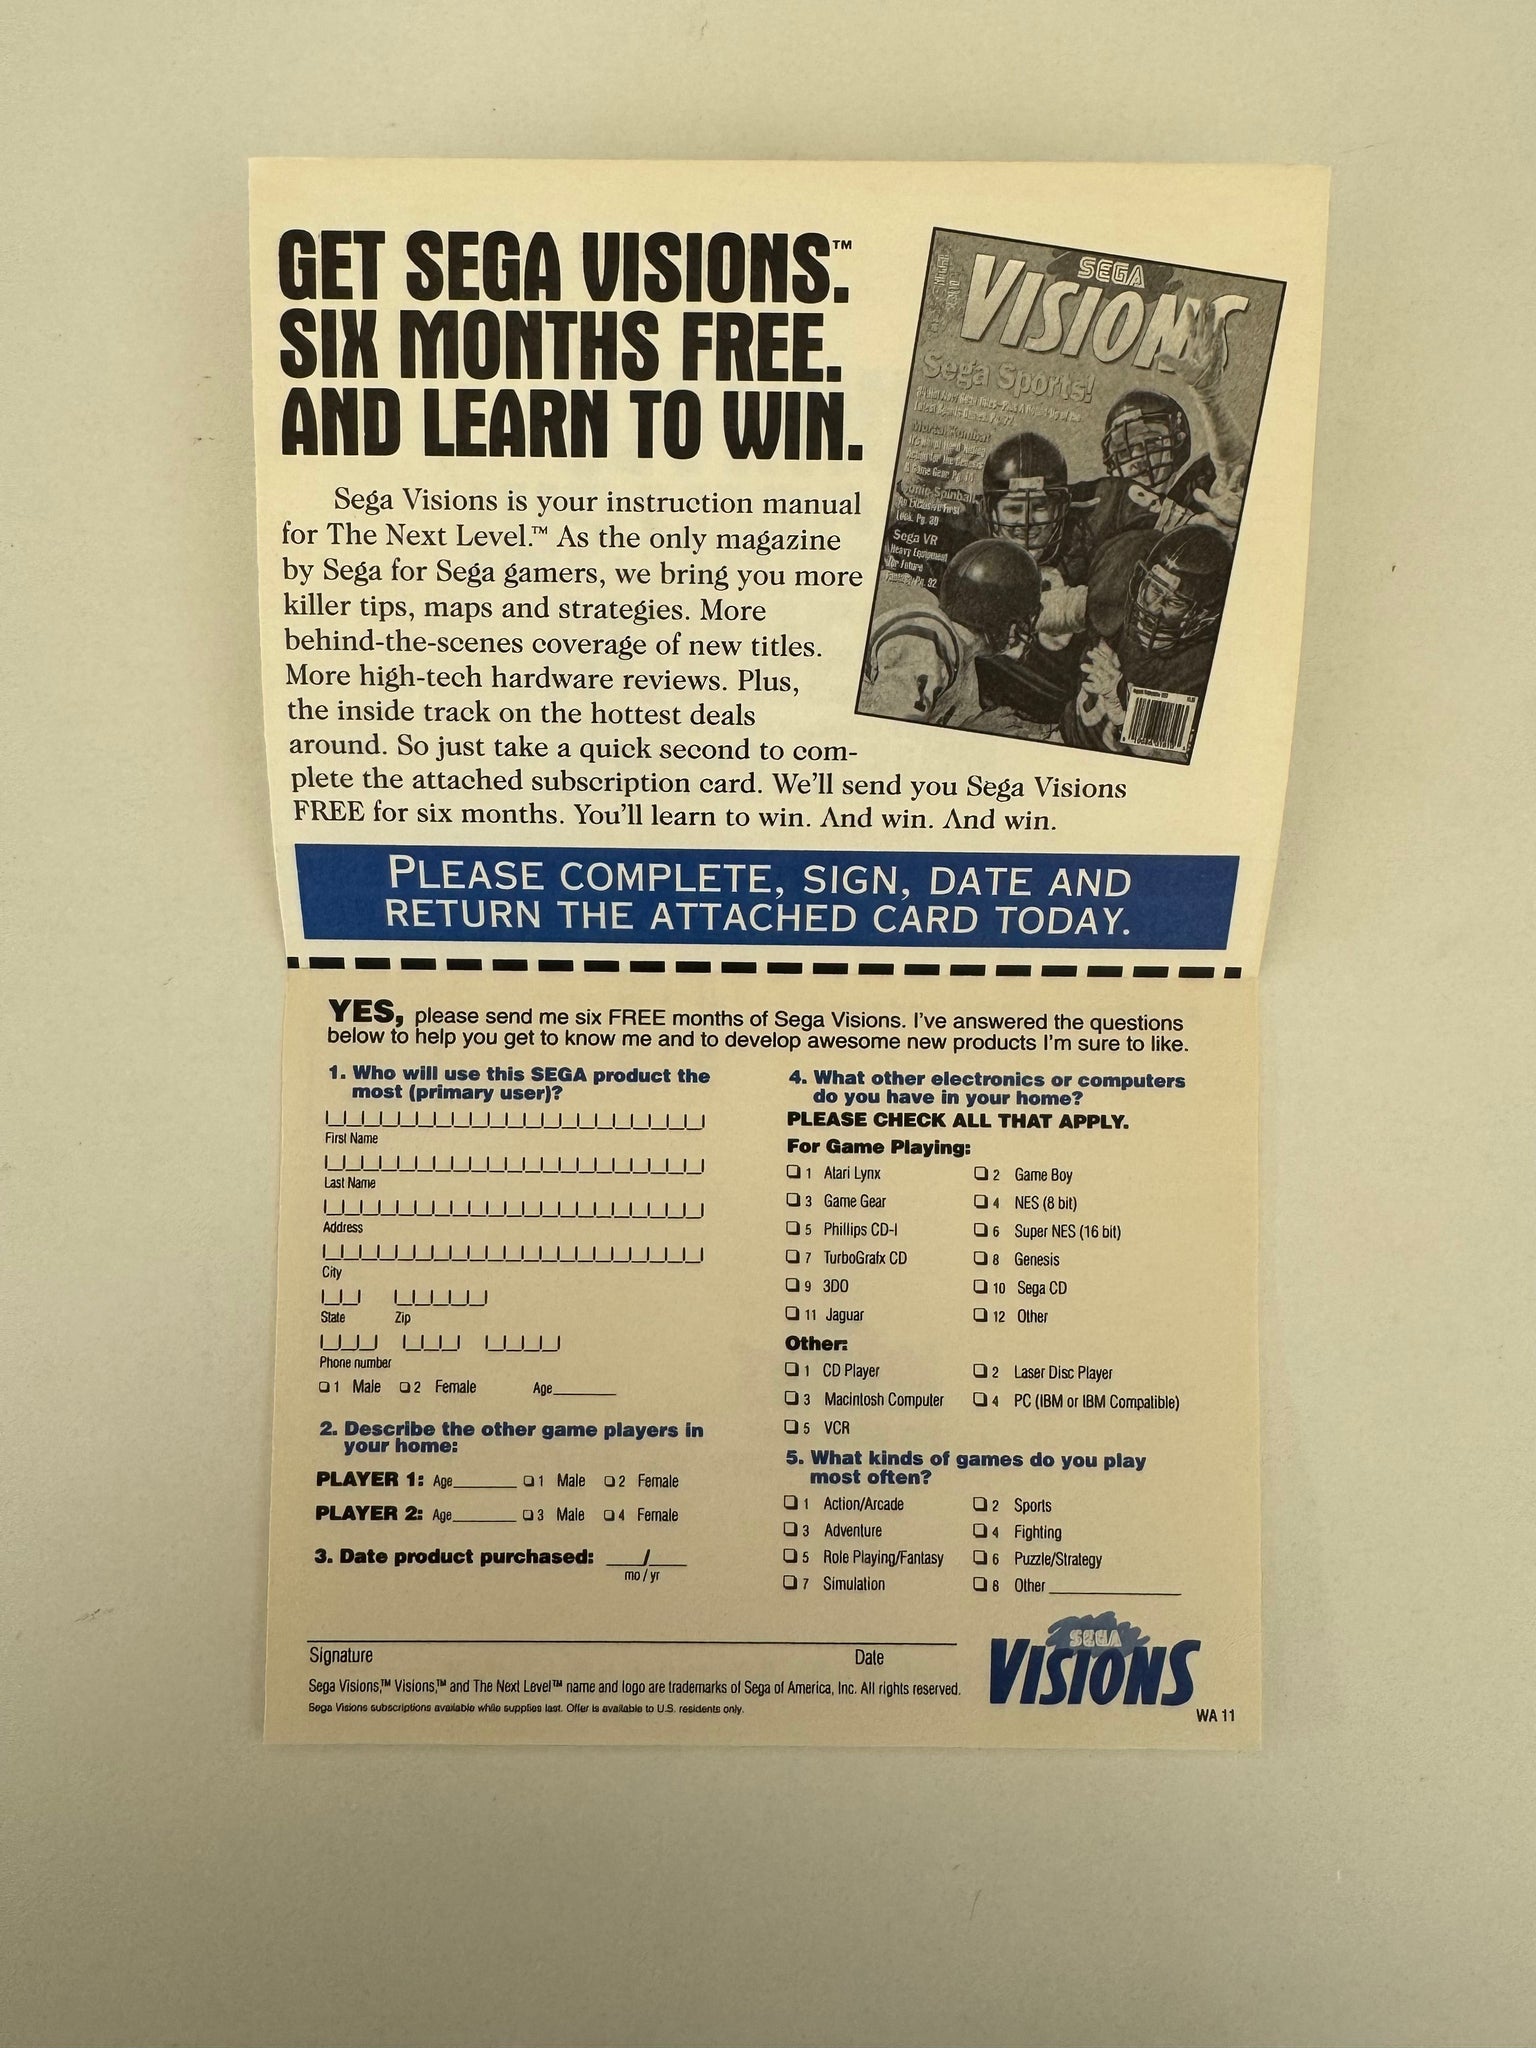 GET SEGA VISIONS.™
SIX MONTHS FREE.
AND LEARN TO WIN.
Sega Visions is your instruction manual
for The Next Level.™ As the only magazine
by Sega for Sega gamers, we bring you more
killer tips, maps and strategies. More
behind-the-scenes coverage of new titles.
More high-tech hardware reviews. Plus,
the inside track on the hottest deals
around. So just take a quick second to com-
plete the attached subscription card. We'll send you Sega Visions
FREE for six months. You'll learn to win. And win. And win.
SEGA
VISIONS
Sega Sports!
Mortal Kombat
Sonic Spinball
An Exclusive First
Look. Pg. 30
Sega VR
Heavy Equipment
for Future
PLEASE COMPLETE, SIGN, DATE AND
RETURN THE ATTACHED CARD TODAY.
YES, please send me six FREE months of Sega Visions. I've answered the questions
below to help you get to know me and to develop awesome new products I'm sure to like.
1. Who will use this SEGA product the
most (primary user)?
First Name
Last Name
Address
City
State Zip
Phone number
1 Male 2 Female Age
2. Describe the other game players in
your home:
PLAYER 1: Age 1 Male 2 Female
PLAYER 2: Age 3 Male 4 Female
3. Date product purchased: /
mo / yr
4. What other electronics or computers
do you have in your home?
PLEASE CHECK ALL THAT APPLY.
For Game Playing:
1 Atari Lynx 2 Game Boy
3 Game Gear 4 NES (8 bit)
5 Phillips CD-I 6 Super NES (16 bit)
7 TurboGrafx CD 8 Genesis
9 3DO 10 Sega CD
11 Jaguar 12 Other
Other:
1 CD Player 2 Laser Disc Player
3 Macintosh Computer 4 PC (IBM or IBM Compatible)
5 VCR
5. What kinds of games do you play
most often?
1 Action/Arcade 2 Sports
3 Adventure 4 Fighting
5 Role Playing/Fantasy 6 Puzzle/Strategy
7 Simulation 8 Other
Signature Date
Sega Visions,™ Visions,™ and The Next Level™ name and logo are trademarks of Sega of America, Inc. All rights reserved.
Sega Visions subscriptions available while supplies last. Offer is available to U.S. residents only.
SEGA
VISIONS
WA 11